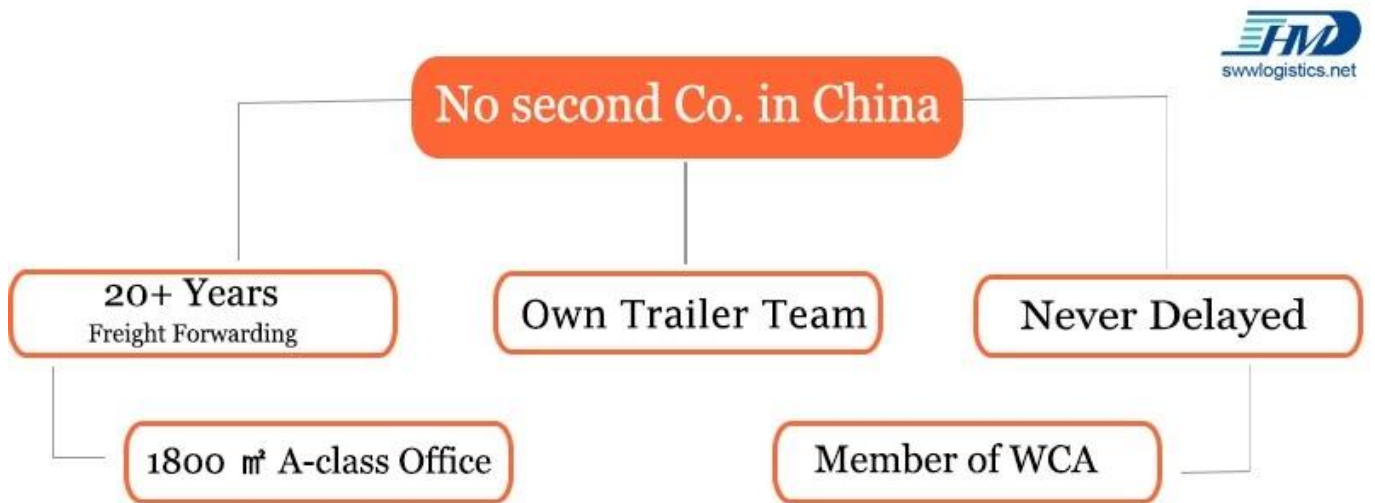 HMD
swwlogistics.net
No second Co. in China
20+ Years
Freight Forwarding
Own Trailer Team
Never Delayed
1800 ㎡ A-class Office
Member of WCA